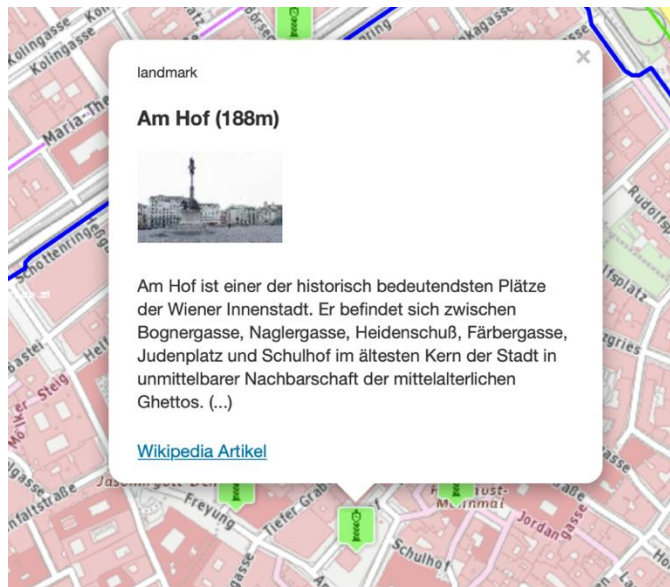 Kolingasse
Kolingasse
Maria-The
Schottenring
landmark
×
Am Hof (188m)
Am Hof ist einer der historisch bedeutendsten Plätze
der Wiener Innenstadt. Er befindet sich zwischen
Bognergasse, Naglergasse, Heidenschuß, Färbergasse,
Judenplatz und Schulhof im ältesten Kern der Stadt in
unmittelbarer Nachbarschaft der mittelalterlichen
Ghettos. (...)
Wikipedia Artikel
Freyung
Tiefer Grab
Schulhof
Jordangasse